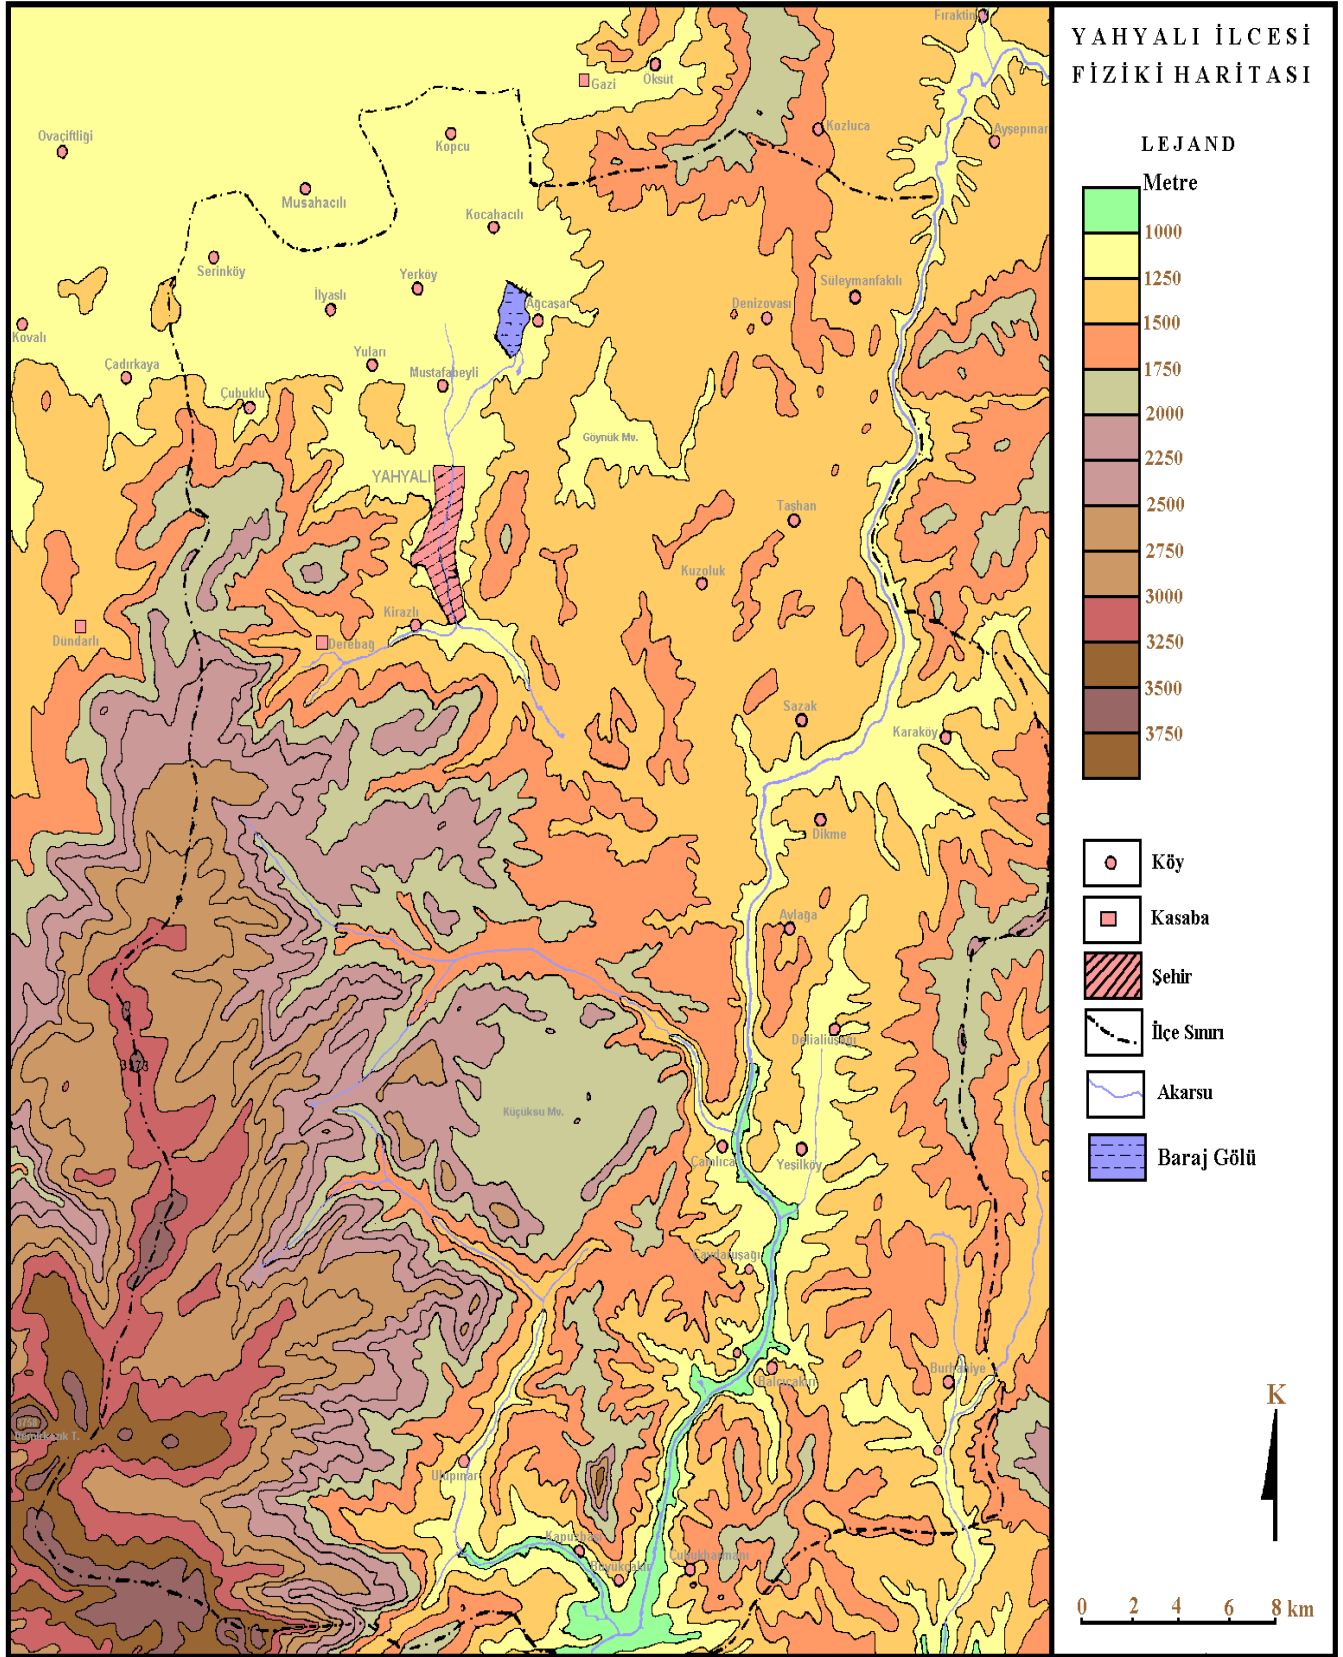 YAHYALI İLCESİ
FİZİKİ HARİTASI
LEJAND
Metre
1000
1250
1500
1750
2000
2250
2500
2750
3000
3250
3500
3750
Köy
Kasaba
Şehir
İlçe Sınırı
Akarsu
Baraj Gölü
K
0 2 4 6 8 km
Fıraktin
Öksüt
Gazi
Kozluca
Ayşepınar
Ovaçiftliği
Kopcu
Musahacılı
Kocahacılı
Serinköy
Yerköy
İlyaslı
Ağcaşar
Süleymanfakılı
Denizovası
Kovalı
Yuları
Çadırkaya
Mustafabeyli
Çubuklu
Göynük Mv.
YAHYALI
Taşhan
Kuzoluk
Kirazlı
Dündarlı
Derebağ
Sazak
Karaköy
Dikme
Avlağa
Delialiuşağı
Küçüksu Mv.
Çamlıca
Yeşilköy
Çavdaruşağı
Burhaniye
Balcıçakırı
Demirkazık T.
Ulupınar
Kapuzbaşı
Büyükçakır
Çubukharmanı